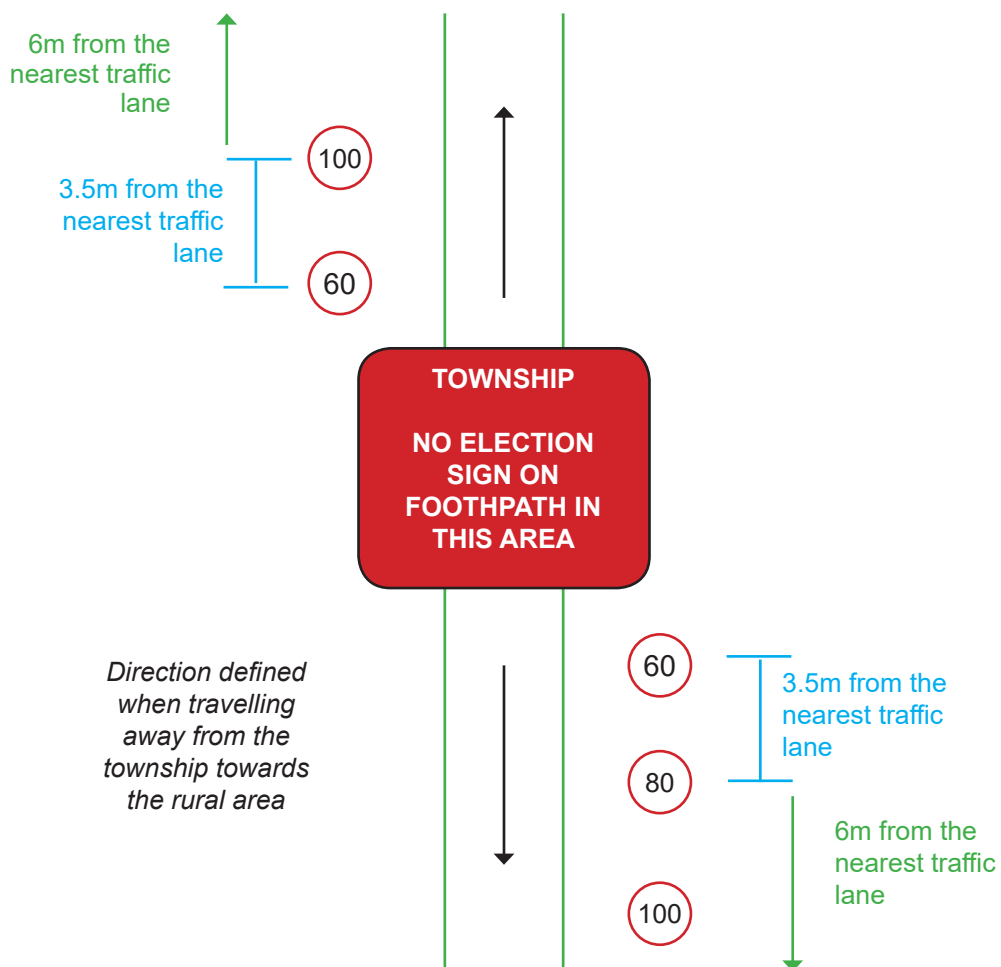 6m from the
nearest traffic
lane
100
3.5m from the
nearest traffic
lane
60
TOWNSHIP
NO ELECTION
SIGN ON
FOOTHPATH IN
THIS AREA
Direction defined
when travelling
away from the
township towards
the rural area
60
3.5m from the
nearest traffic
lane
80
6m from the
nearest traffic
lane
100